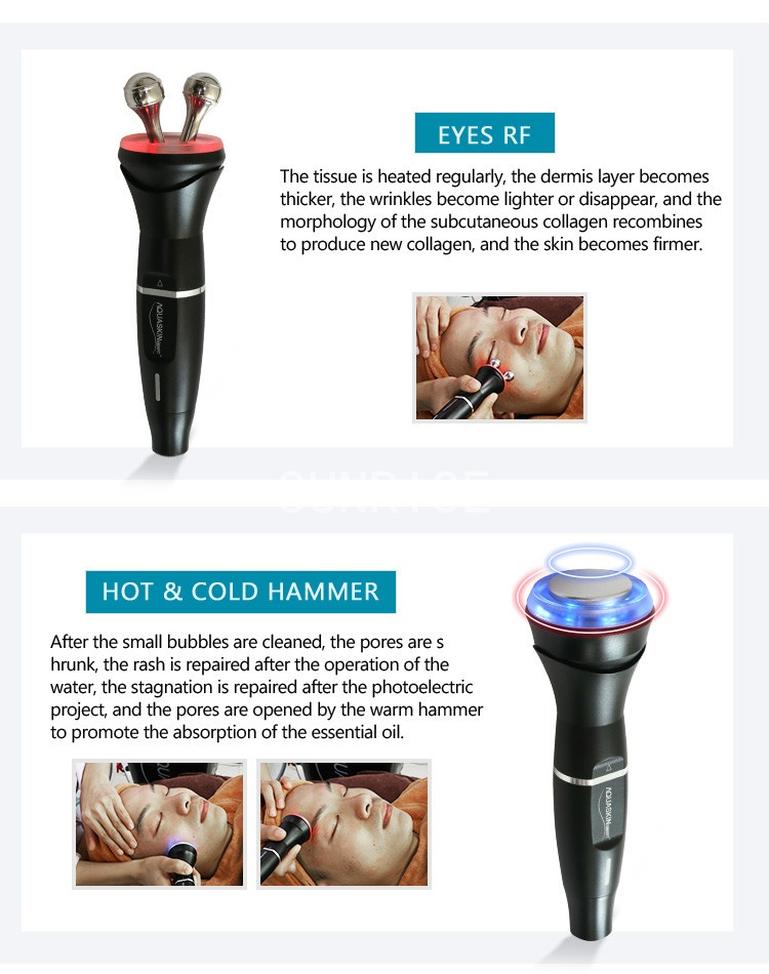 EYES RF
The tissue is heated regularly, the dermis layer becomes
thicker, the wrinkles become lighter or disappear, and the
morphology of the subcutaneous collagen recombines
to produce new collagen, and the skin becomes firmer.
AQUASKIN
SUNRISE
HOT & COLD HAMMER
After the small bubbles are cleaned, the pores are s
hrunk, the rash is repaired after the operation of the
water, the stagnation is repaired after the photoelectric
project, and the pores are opened by the warm hammer
to promote the absorption of the essential oil.
AQUASKIN